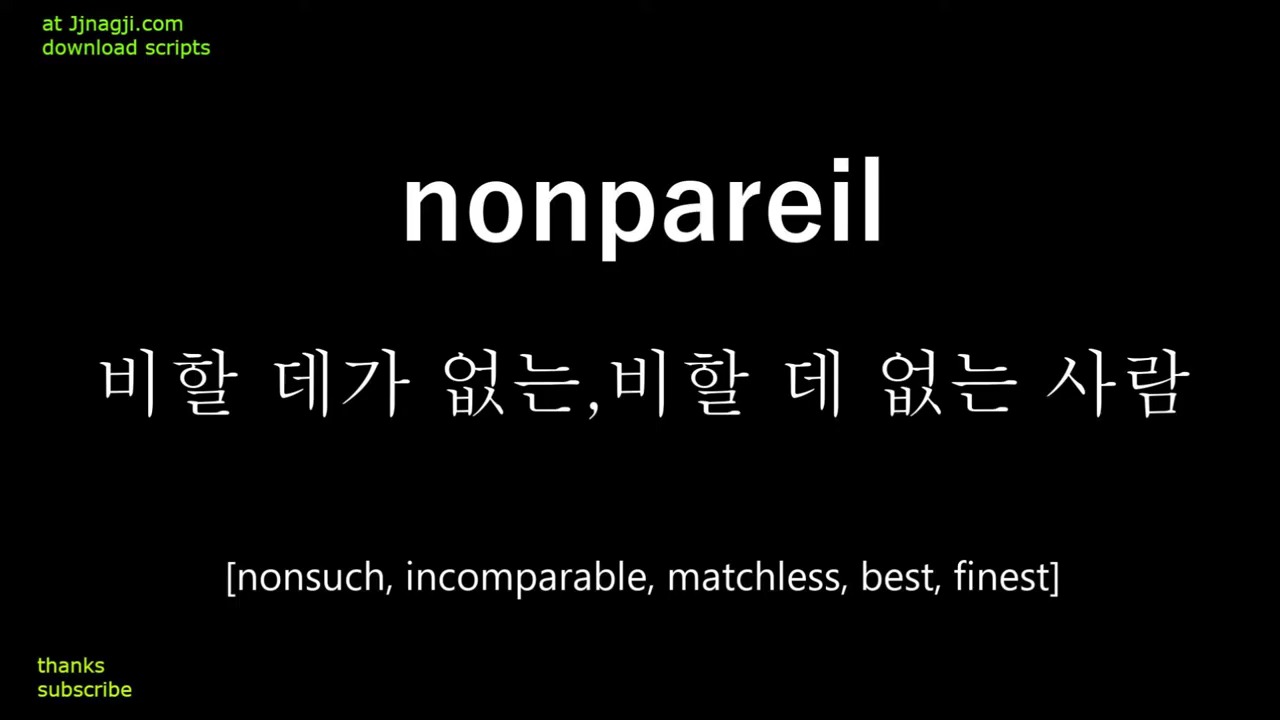 at Jjnagji.com
download scripts
nonpareil
비할 데가 없는,비할 데 없는 사람
[nonsuch, incomparable, matchless, best, finest]
thanks
subscribe